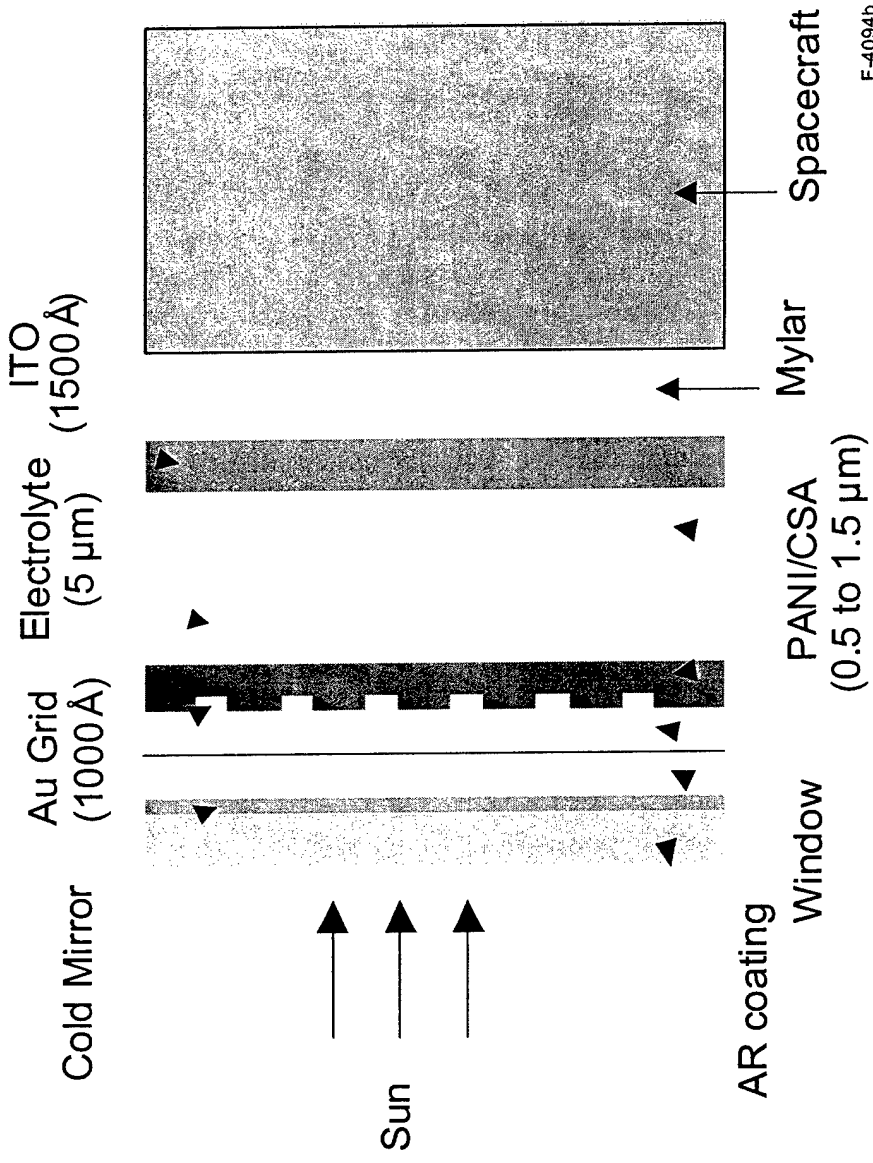 Cold Mirror
Au Grid
(1000 Å)
Electrolyte
(5 µm)
ITO
(1500 Å)
Sun
AR coating
Window
PANI/CSA
(0.5 to 1.5 µm)
Mylar
Spacecraft
F-4094b